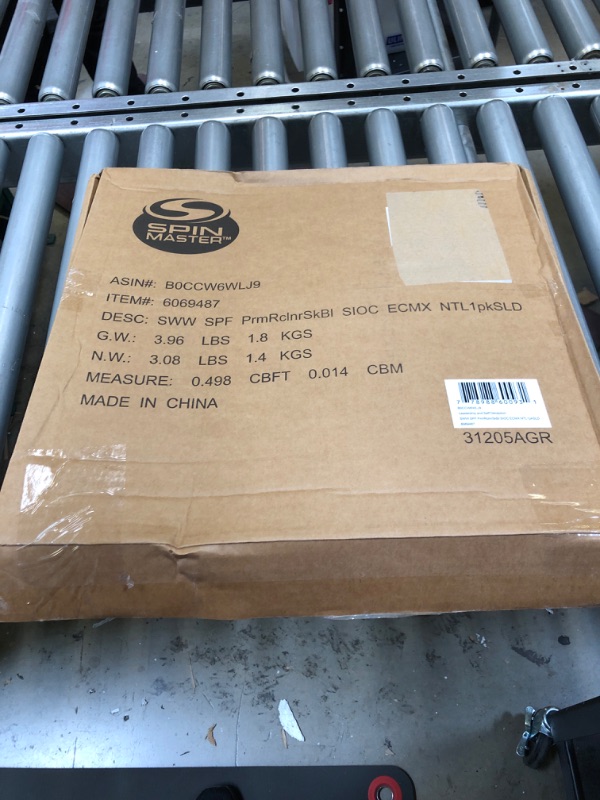 SPIN
MASTER™
ASIN#: B0CCW6WLJ9
ITEM#: 6069487
DESC: SWW SPF PrmRclnrSkBl SIOC ECMX NTL1pkSLD
G.W.: 3.96 LBS 1.8 KGS
N.W.: 3.08 LBS 1.4 KGS
MEASURE: 0.498 CBFT 0.014 CBM
MADE IN CHINA
31205AGR